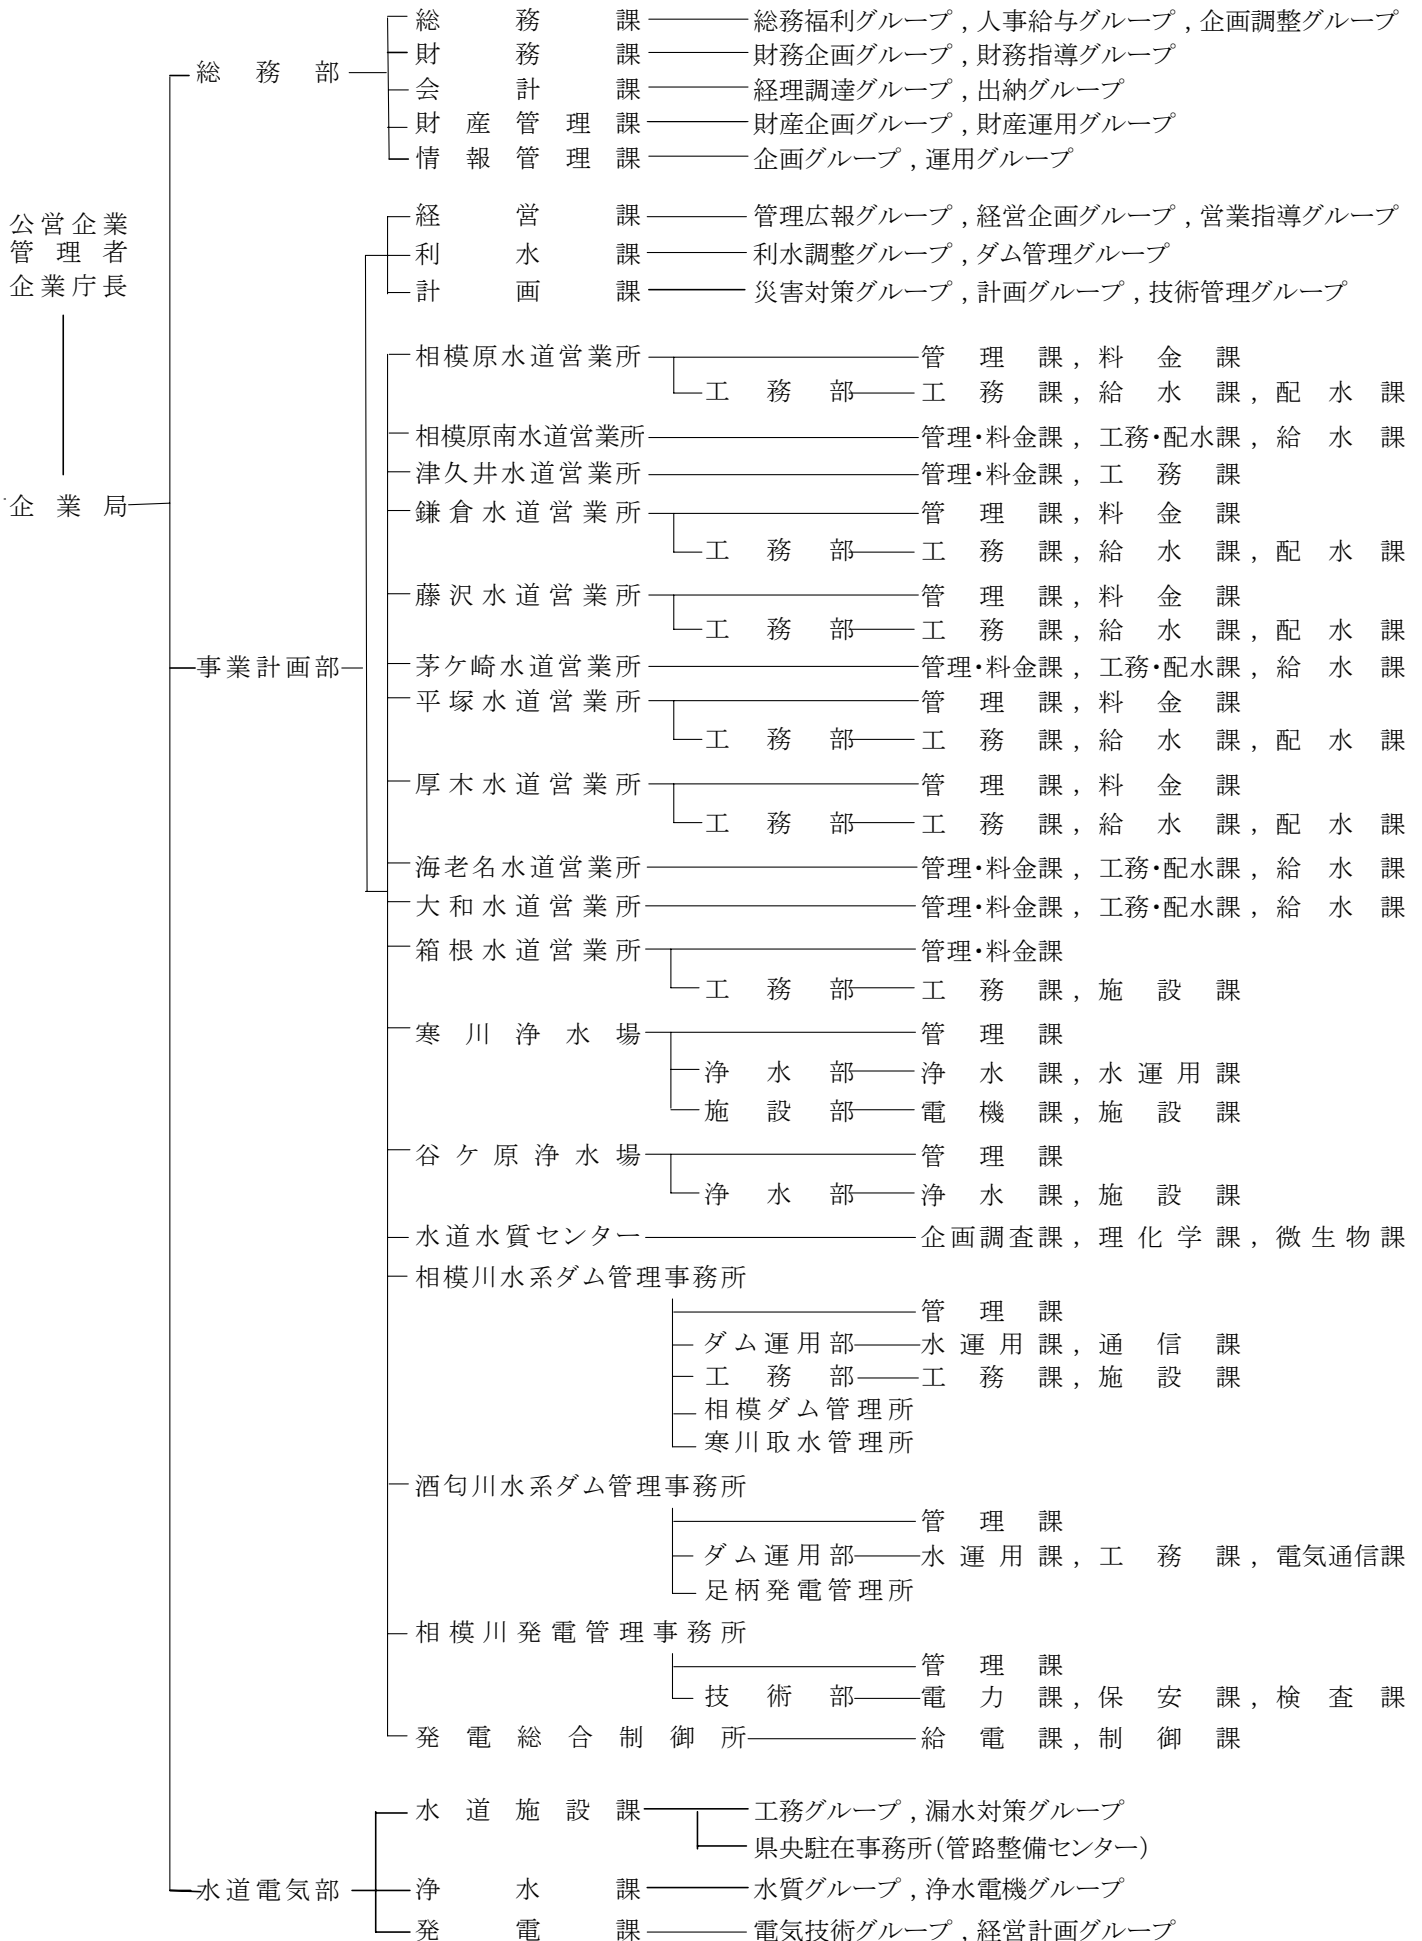 総務課 総務福利グループ , 人事給与グループ , 企画調整グループ
財務課 財務企画グループ , 財務指導グループ
総務部
会計課 経理調達グループ , 出納グループ
財産管理課 財産企画グループ , 財産運用グループ
情報管理課 企画グループ , 運用グループ
公営企業
管理者
企業庁長
経営課 管理広報グループ , 経営企画グループ , 営業指導グループ
利水課 利水調整グループ , ダム管理グループ
計画課 災害対策グループ , 計画グループ , 技術管理グループ
相模原水道営業所 管理課 , 料金課
工務部 工務課 , 給水課 , 配水課
相模原南水道営業所 管理・料金課 , 工務・配水課 , 給水課
津久井水道営業所 管理・料金課 , 工務課
企業局
鎌倉水道営業所 管理課 , 料金課
工務部 工務課 , 給水課 , 配水課
藤沢水道営業所 管理課 , 料金課
工務部 工務課 , 給水課 , 配水課
事業計画部
茅ケ崎水道営業所 管理・料金課 , 工務・配水課 , 給水課
平塚水道営業所 管理課 , 料金課
工務部 工務課 , 給水課 , 配水課
厚木水道営業所 管理課 , 料金課
工務部 工務課 , 給水課 , 配水課
海老名水道営業所 管理・料金課 , 工務・配水課 , 給水課
大和水道営業所 管理・料金課 , 工務・配水課 , 給水課
箱根水道営業所 管理・料金課
工務部 工務課 , 施設課
寒川浄水場 管理課
浄水部 浄水課 , 水運用課
施設部 電機課 , 施設課
谷ケ原浄水場 管理課
浄水部 浄水課 , 施設課
水道水質センター 企画調査課 , 理化学課 , 微生物課
相模川水系ダム管理事務所
管理課
ダム運用部 水運用課 , 通信課
工務部 工務課 , 施設課
相模ダム管理所
寒川取水管理所
酒匂川水系ダム管理事務所
管理課
ダム運用部 水運用課 , 工務課 , 電気通信課
足柄発電管理所
相模川発電管理事務所
管理課
技術部 電力課 , 保安課 , 検査課
発電総合制御所 給電課 , 制御課
水道施設課 工務グループ , 漏水対策グループ
県央駐在事務所(管路整備センター)
水道電気部
浄水課 水質グループ , 浄水電機グループ
発電課 電気技術グループ , 経営計画グループ